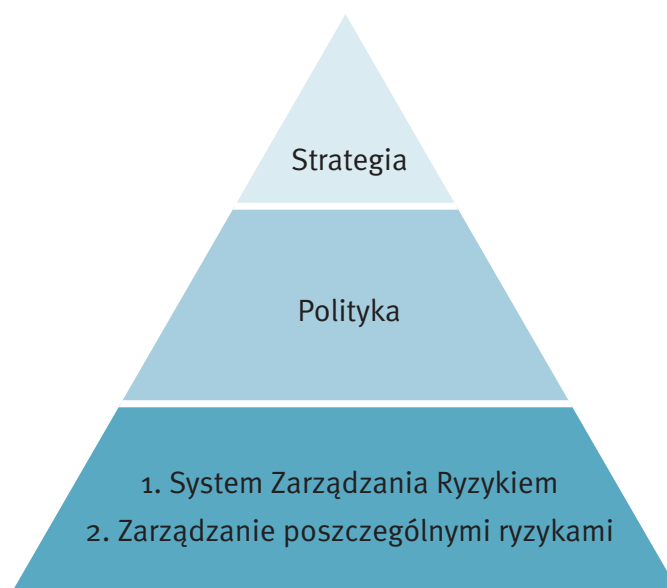 Strategia
Polityka
1. System Zarządzania Ryzykiem
2. Zarządzanie poszczególnymi ryzykami